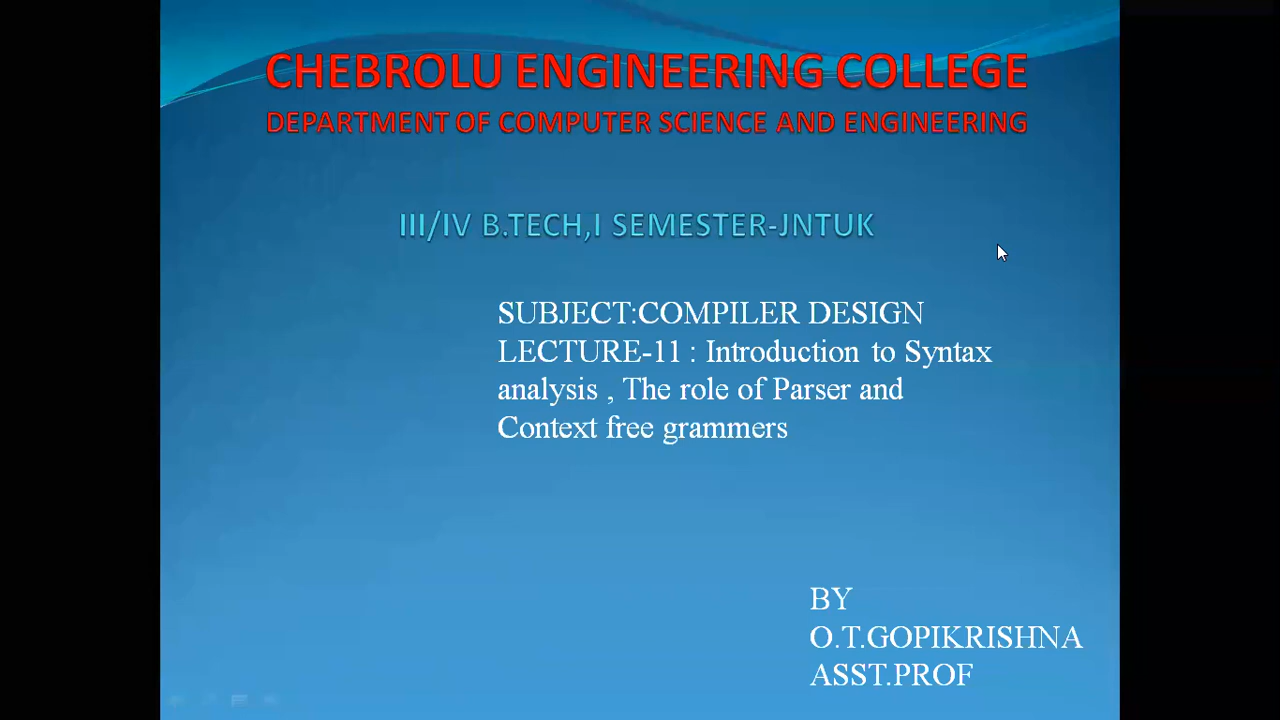 CHEBROLU ENGINEERING COLLEGE
DEPARTMENT OF COMPUTER SCIENCE AND ENGINEERING
III/IV B.TECH,I SEMESTER-JNTUK
SUBJECT:COMPILER DESIGN
LECTURE-11 : Introduction to Syntax
analysis , The role of Parser and
Context free grammers
BY
O.T.GOPIKRISHNA
ASST.PROF